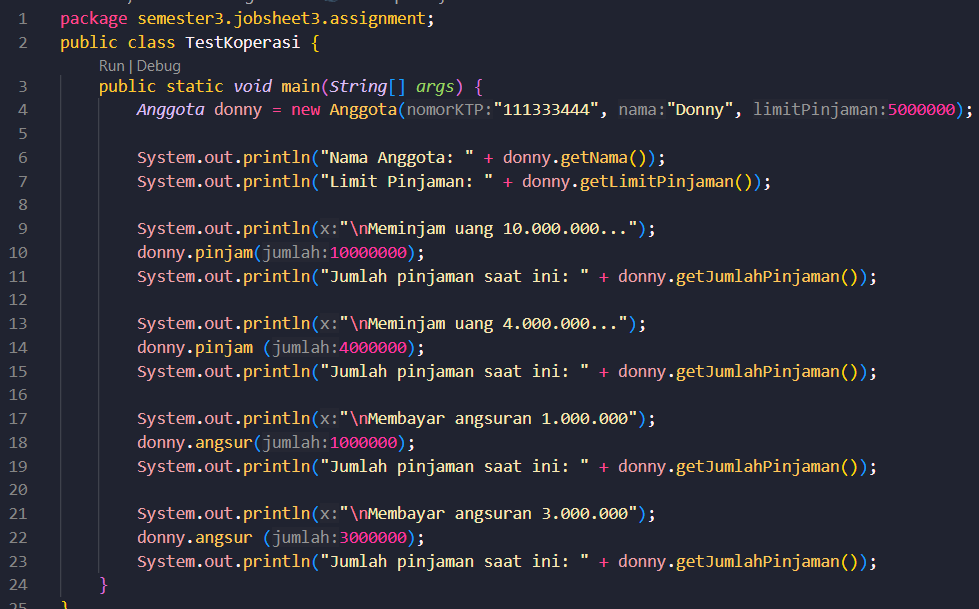 1 package semester3.jobsheet3.assignment;
2 public class TestKoperasi {
Run | Debug
3 public static void main(String[] args) {
4 Anggota donny = new Anggota(nomorKTP:"111333444", nama:"Donny", limitPinjaman:5000000);
5
6 System.out.println("Nama Anggota: " + donny.getNama());
7 System.out.println("Limit Pinjaman: " + donny.getLimitPinjaman());
8
9 System.out.println(x:"\nMeminjam uang 10.000.000...");
10 donny.pinjam(jumlah:10000000);
11 System.out.println("Jumlah pinjaman saat ini: " + donny.getJumlahPinjaman());
12
13 System.out.println(x:"\nMeminjam uang 4.000.000...");
14 donny.pinjam (jumlah:4000000);
15 System.out.println("Jumlah pinjaman saat ini: " + donny.getJumlahPinjaman());
16
17 System.out.println(x:"\nMembayar angsuran 1.000.000");
18 donny.angsur(jumlah:1000000);
19 System.out.println("Jumlah pinjaman saat ini: " + donny.getJumlahPinjaman());
20
21 System.out.println(x:"\nMembayar angsuran 3.000.000");
22 donny.angsur (jumlah:3000000);
23 System.out.println("Jumlah pinjaman saat ini: " + donny.getJumlahPinjaman());
24 }
25 }